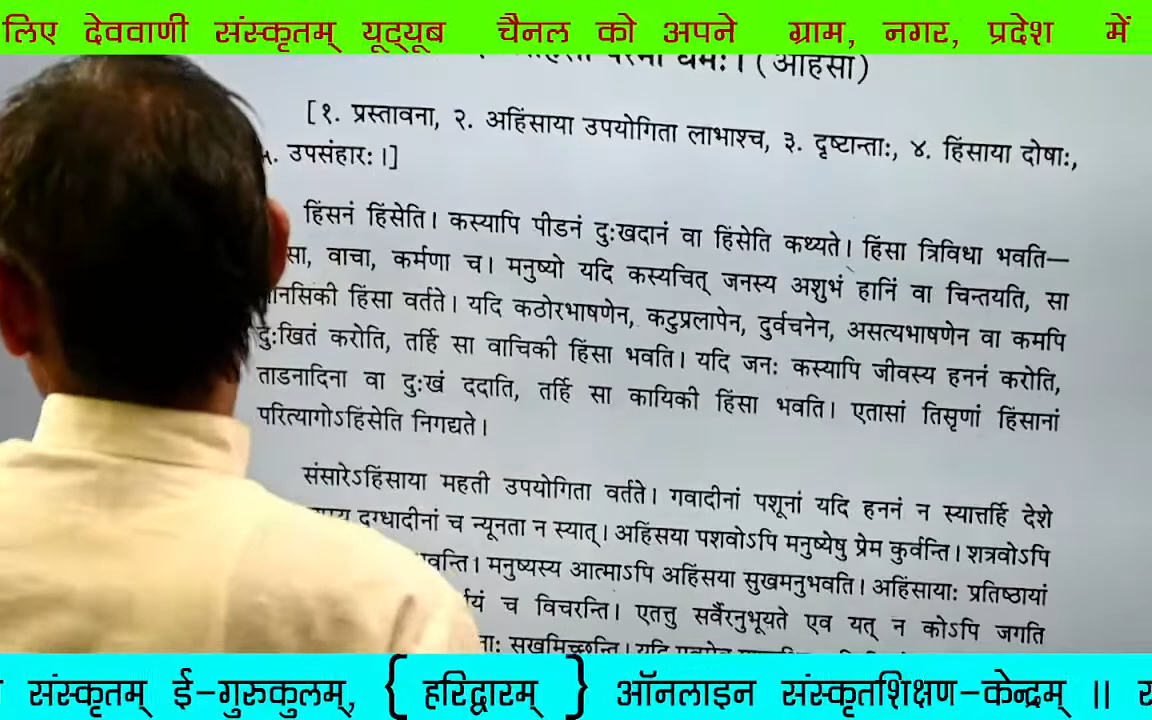 लिए देववाणी संस्कृतम् यूट्यूब चैनल को अपने ग्राम, नगर, प्रदेश में
धर्मः। (अहिंसा)
[१. प्रस्तावना, २. अहिंसाया उपयोगिता लाभाश्च, ३. दृष्टान्ताः, ४. हिंसाया दोषाः,
उपसंहारः।]
हिंसनं हिंसेति। कस्यापि पीडनं दुःखदानं वा हिंसेति कथ्यते। हिंसा त्रिविधा भवति—
वाचा, कर्मणा च। मनुष्यो यदि कस्यचित् जनस्य अशुभं हानिं वा चिन्तयति, सा
मानसिकी हिंसा वर्तते। यदि कठोरभाषणेन, कटुप्रलापेन, दुर्वचनेन, असत्यभाषणेन वा कमपि
दुःखितं करोति, तर्हि सा वाचिकी हिंसा भवति। यदि जनः कस्यापि जीवस्य हननं करोति,
ताडनादिना वा दुःखं ददाति, तर्हि सा कायिकी हिंसा भवति। एतासां तिसृणां हिंसानां
परित्यागोऽहिंसेति निगद्यते।
संसारेऽहिंसाया महती उपयोगिता वर्तते। गवादीनां पशूनां यदि हननं न स्यात्तर्हि देशे
दुग्धादीनां च न्यूनता न स्यात्। अहिंसया पशवोऽपि मनुष्येषु प्रेम कुर्वन्ति। शत्रवोऽपि
मनुष्यस्य आत्माऽपि अहिंसया सुखमनुभवति। अहिंसायाः प्रतिष्ठायां
च विचरन्ति। एतत्तु सर्वैरनुभूयते एव यत् न कोऽपि जगति
सुखमिच्छन्ति। यदि
संस्कृतम् ई-गुरुकुलम्, { हरिद्वारम् } ऑनलाइन संस्कृतशिक्षण-केन्द्रम् ॥